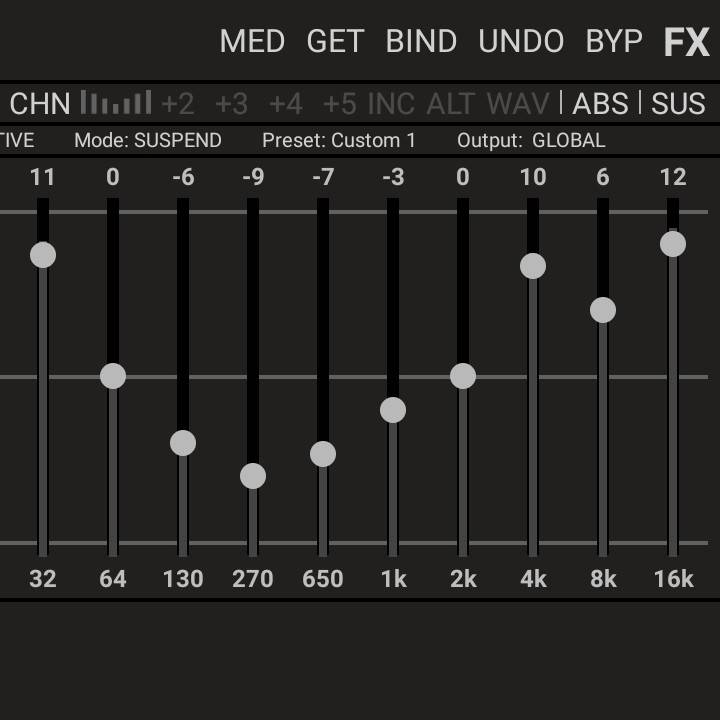 MED GET BIND UNDO BYP FX
CHN +2 +3 +4 +5 INC ALT WAV | ABS | SUS
TIVE Mode: SUSPEND Preset: Custom 1 Output: GLOBAL
11 0 -6 -9 -7 -3 0 10 6 12
32 64 130 270 650 1k 2k 4k 8k 16k